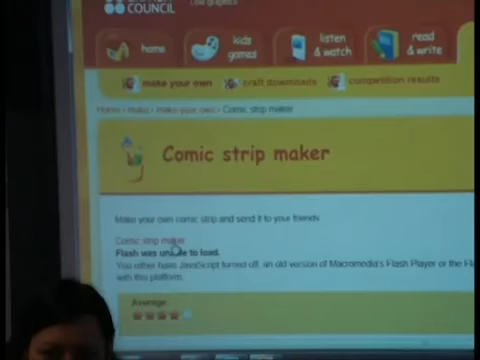 COUNCIL
Low graphics
home
kids games
listen & watch
read & write
make your own
craft downloads
competition results
Home › make › make your own › Comic strip maker
Comic strip maker
Make your own comic strip and send it to your friends
Comic strip maker
Flash was unable to load.
You either have JavaScript turned off, an old version of Macromedia's Flash Player or the
with this platform.
Average